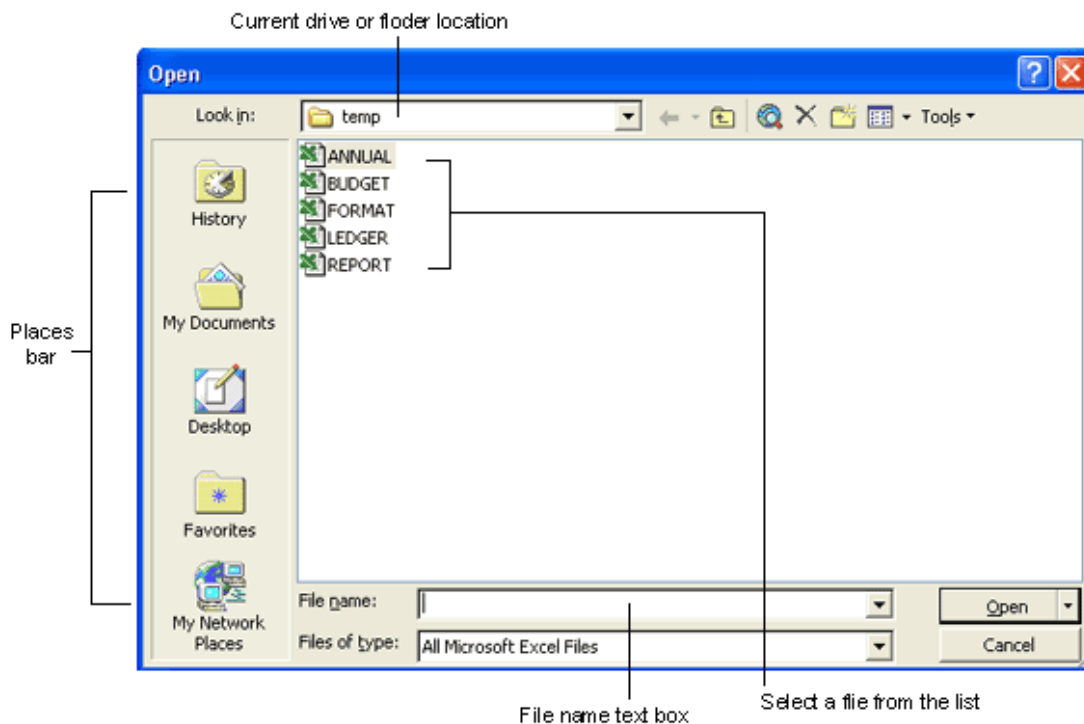 Current drive or floder location
Open
Look in:
temp
Tools
ANNUAL
BUDGET
FORMAT
LEDGER
REPORT
History
My Documents
Desktop
Favorites
My Network
Places
Places
bar
File name:
Open
Files of type:
All Microsoft Excel Files
Cancel
File name text box
Select a flie from the list